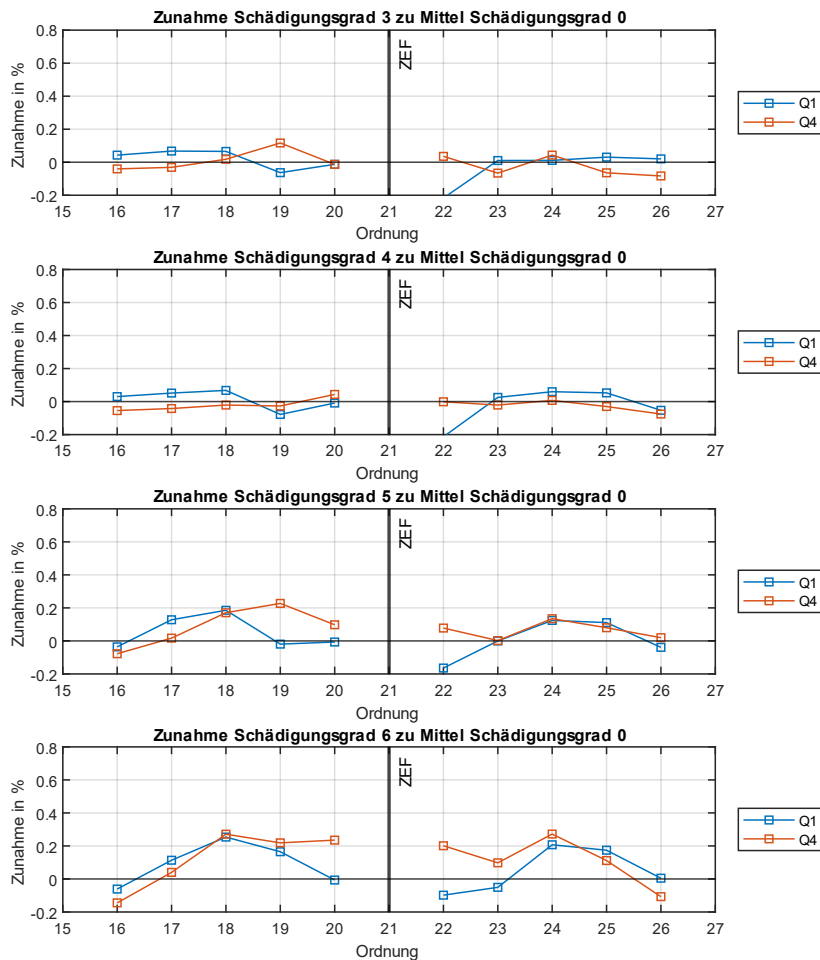 Zunahme Schädigungsgrad 3 zu Mittel Schädigungsgrad 0
Zunahme in %
0.8
0.6
0.4
0.2
0
-0.2
15 16 17 18 19 20 21 22 23 24 25 26 27
Ordnung
ZEF
Q1
Q4
Zunahme Schädigungsgrad 4 zu Mittel Schädigungsgrad 0
Zunahme in %
0.8
0.6
0.4
0.2
0
-0.2
15 16 17 18 19 20 21 22 23 24 25 26 27
Ordnung
ZEF
Q1
Q4
Zunahme Schädigungsgrad 5 zu Mittel Schädigungsgrad 0
Zunahme in %
0.8
0.6
0.4
0.2
0
-0.2
15 16 17 18 19 20 21 22 23 24 25 26 27
Ordnung
ZEF
Q1
Q4
Zunahme Schädigungsgrad 6 zu Mittel Schädigungsgrad 0
Zunahme in %
0.8
0.6
0.4
0.2
0
-0.2
15 16 17 18 19 20 21 22 23 24 25 26 27
Ordnung
ZEF
Q1
Q4